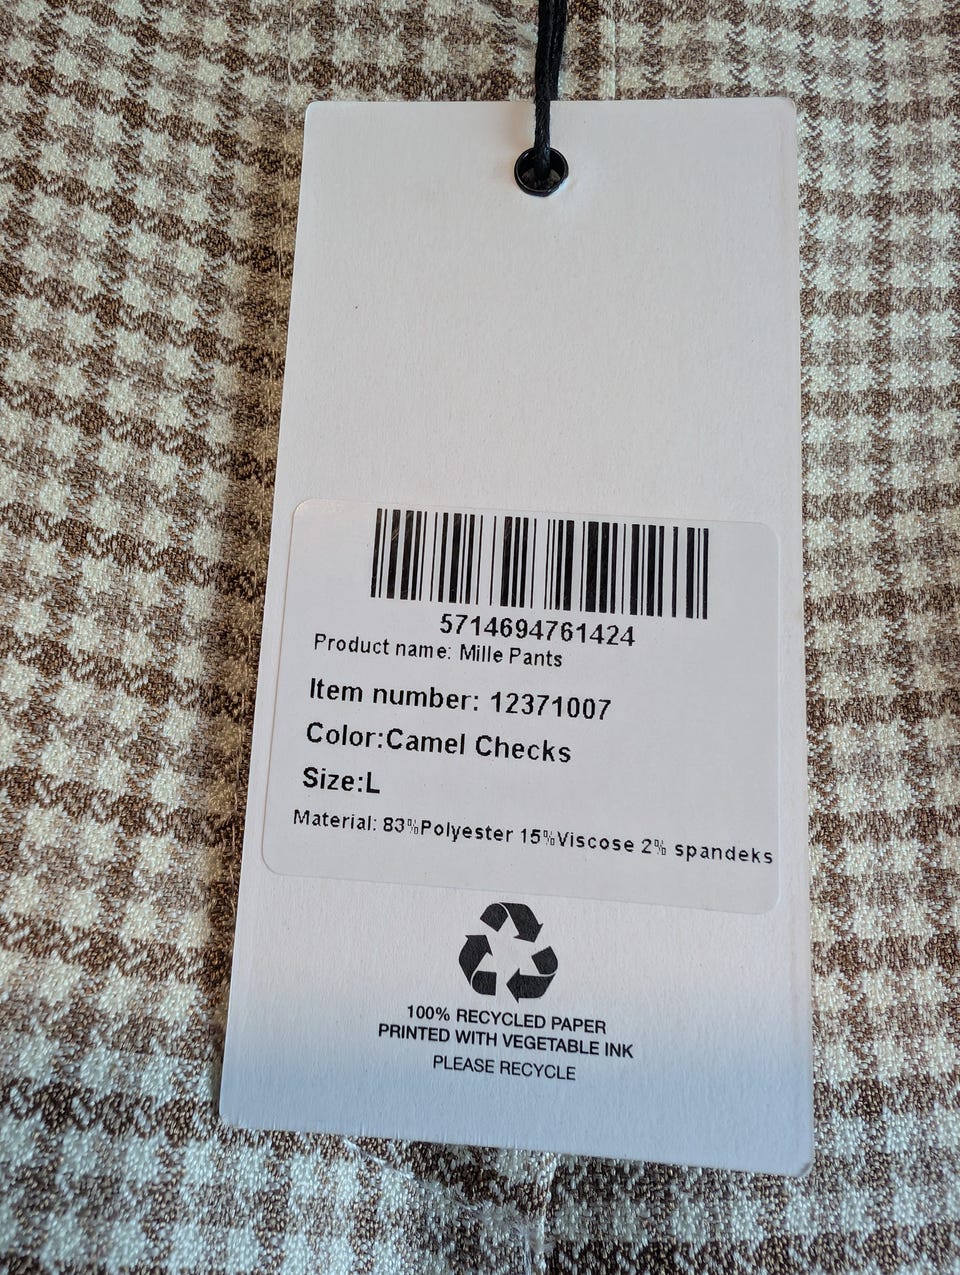 5714694761424
Product name: Mille Pants
Item number: 12371007
Color:Camel Checks
Size:L
Material: 83%Polyester 15%Viscose 2% spandeks
100% RECYCLED PAPER
PRINTED WITH VEGETABLE INK
PLEASE RECYCLE